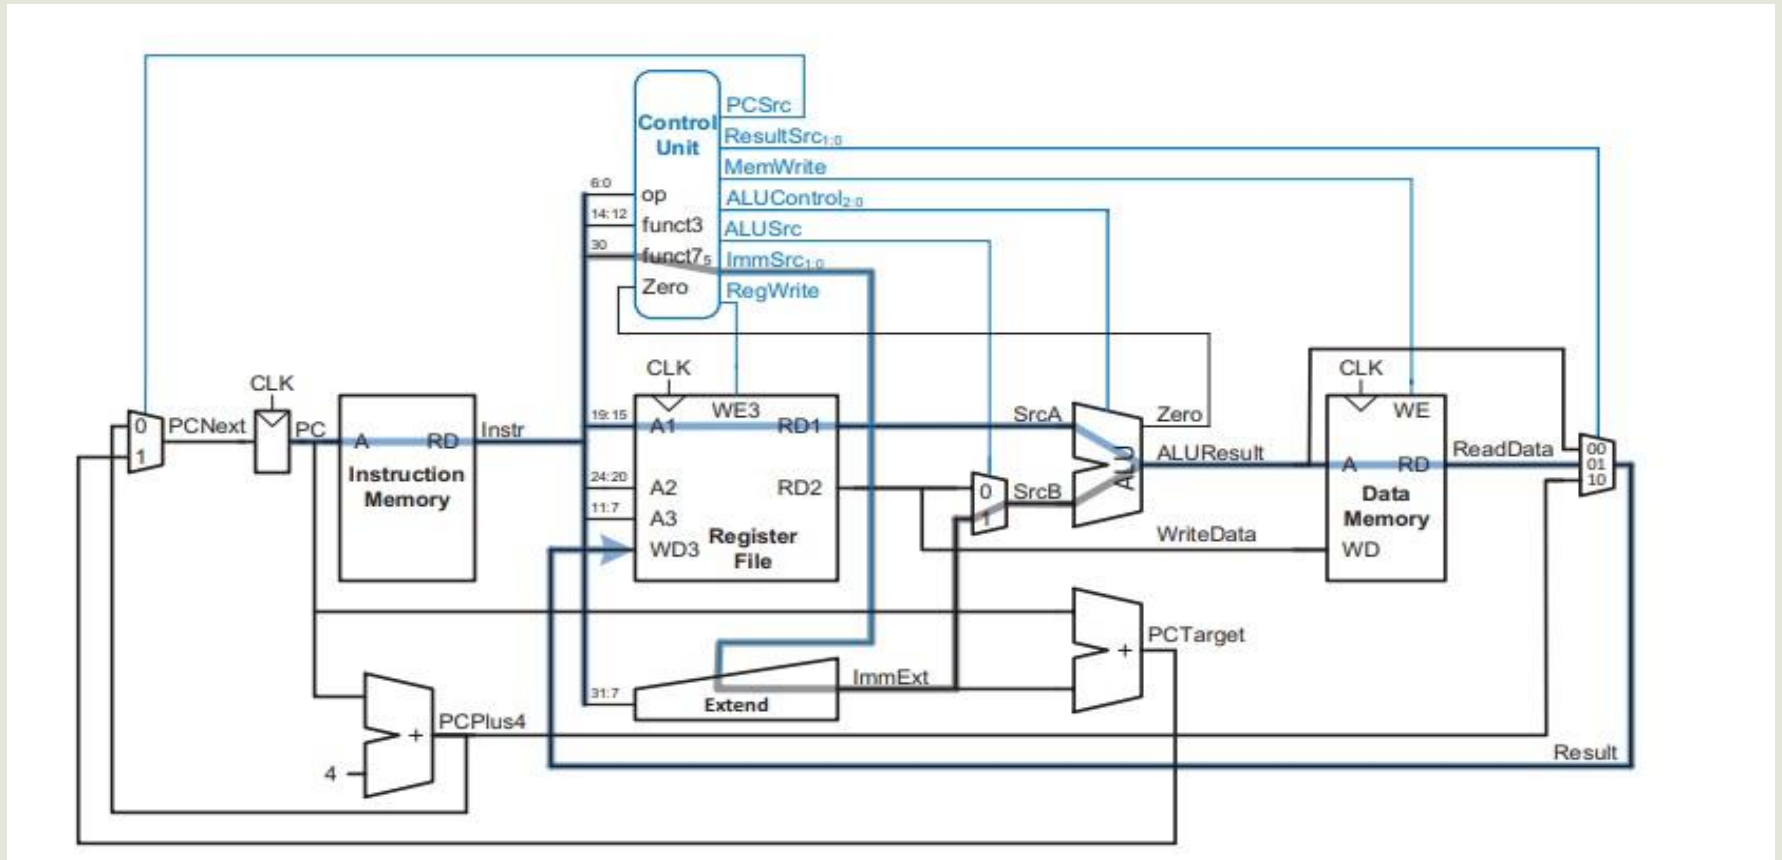 PCSrc
Control
Unit
ResultSrc1:0
MemWrite
ALUControl2:0
ALUSrc
ImmSrc1:0
RegWrite
6:0
op
14:12
funct3
30
funct75
Zero
CLK
CLK
CLK
0
1
PCNext
PC
A
RD
Instruction
Memory
Instr
19:15
A1
WE3
RD1
24:20
A2
RD2
11:7
A3
WD3
Register
File
SrcA
0
1
SrcB
ALU
Zero
ALUResult
WE
A
RD
Data
Memory
WD
ReadData
00
01
10
WriteData
+
PCTarget
31:7
Extend
ImmExt
PCPlus4
+
4
Result